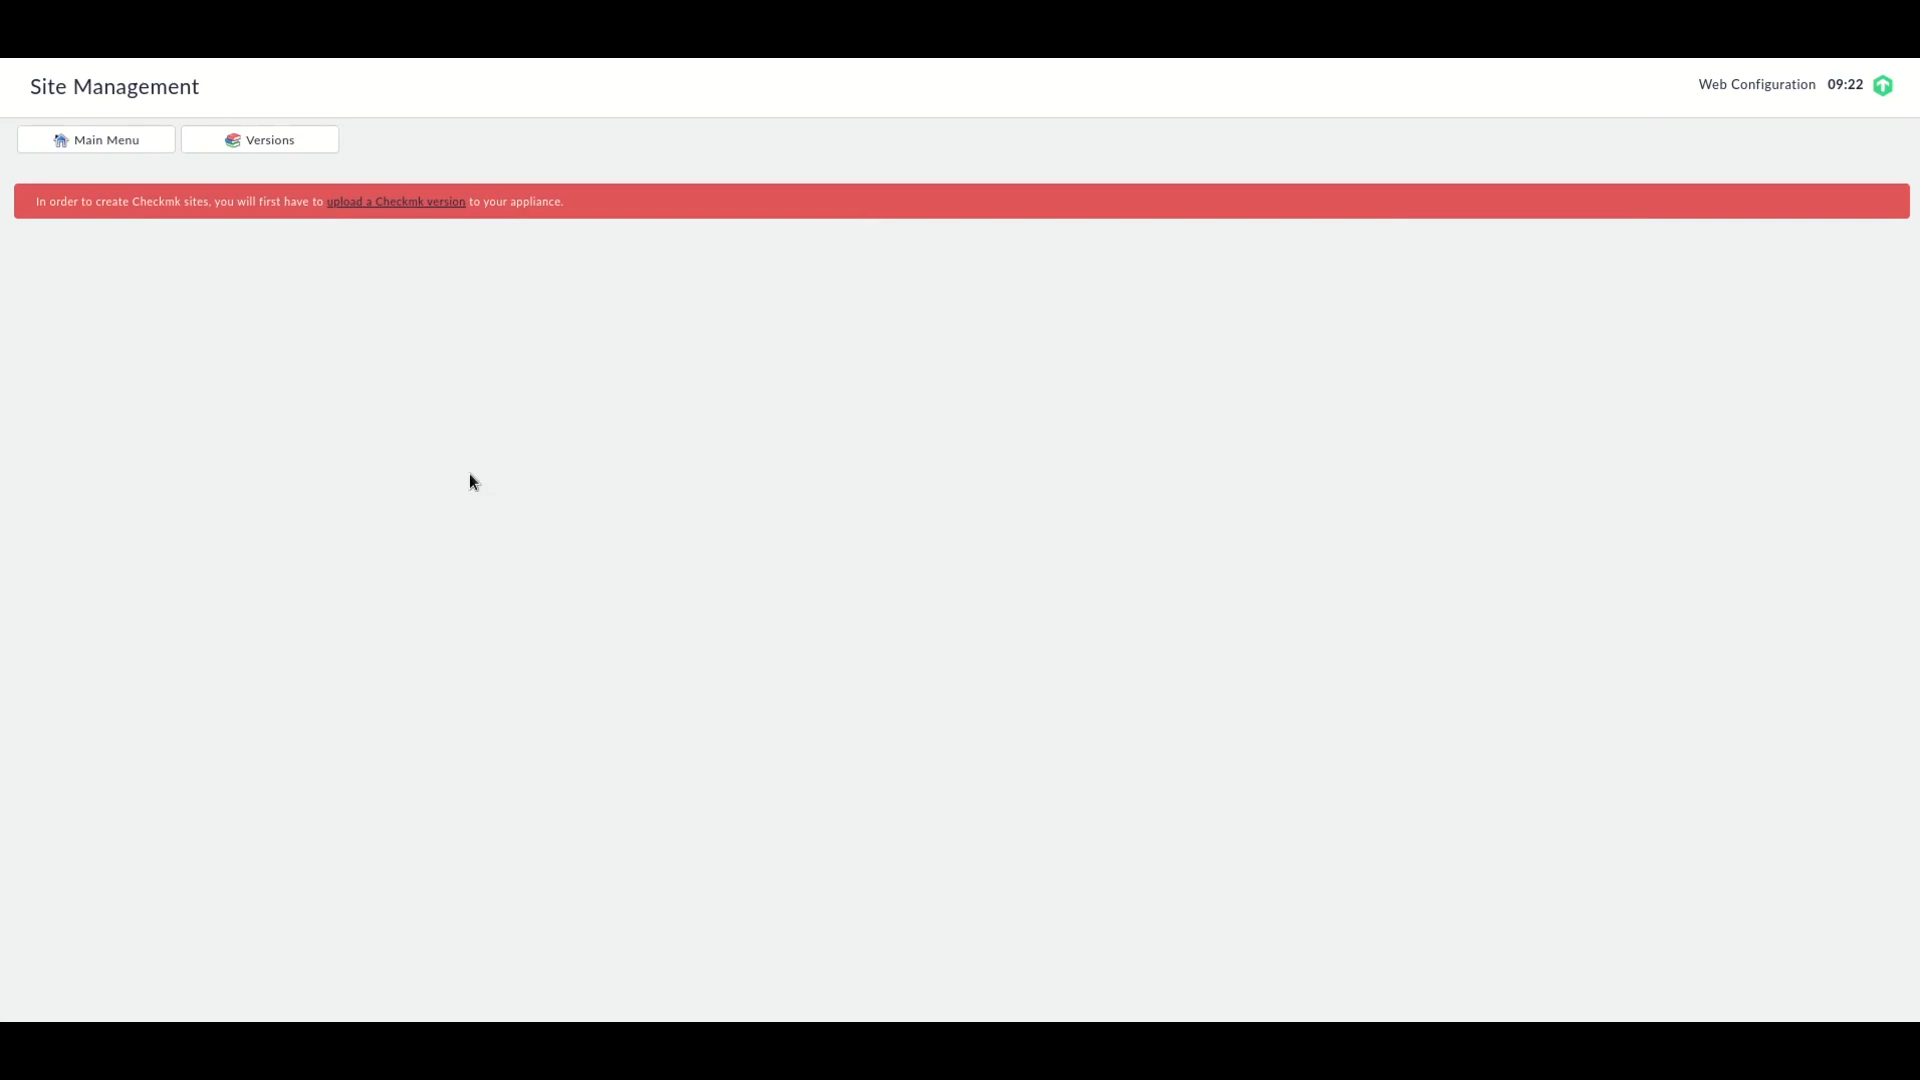 Site Management
Web Configuration 09:22
Main Menu Versions
In order to create Checkmk sites, you will first have to upload a Checkmk version to your appliance.